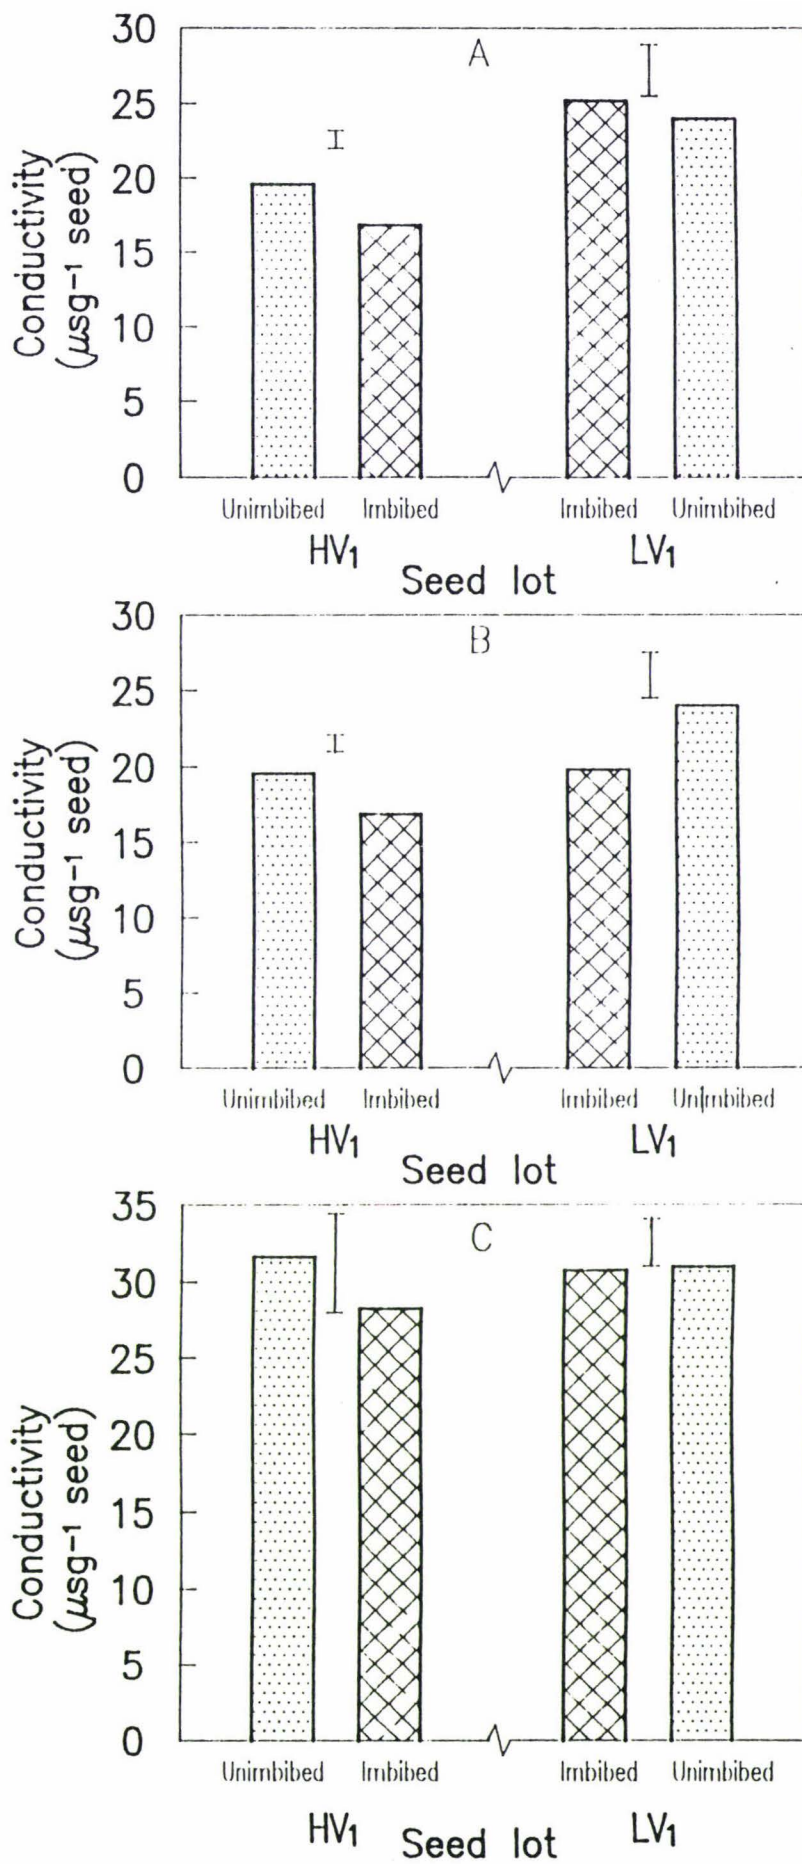 30
A
25
20
15
10
5
0
Conductivity
(μsg⁻¹ seed)
Unimbibed Imbibed Imbibed Unimbibed
HV₁ LV₁
Seed lot
30
B
25
20
15
10
5
0
Conductivity
(μsg⁻¹ seed)
Unimbibed Imbibed Imbibed Unimbibed
HV₁ LV₁
Seed lot
35
C
30
25
20
15
10
5
0
Conductivity
(μsg⁻¹ seed)
Unimbibed Imbibed Imbibed Unimbibed
HV₁ LV₁
Seed lot